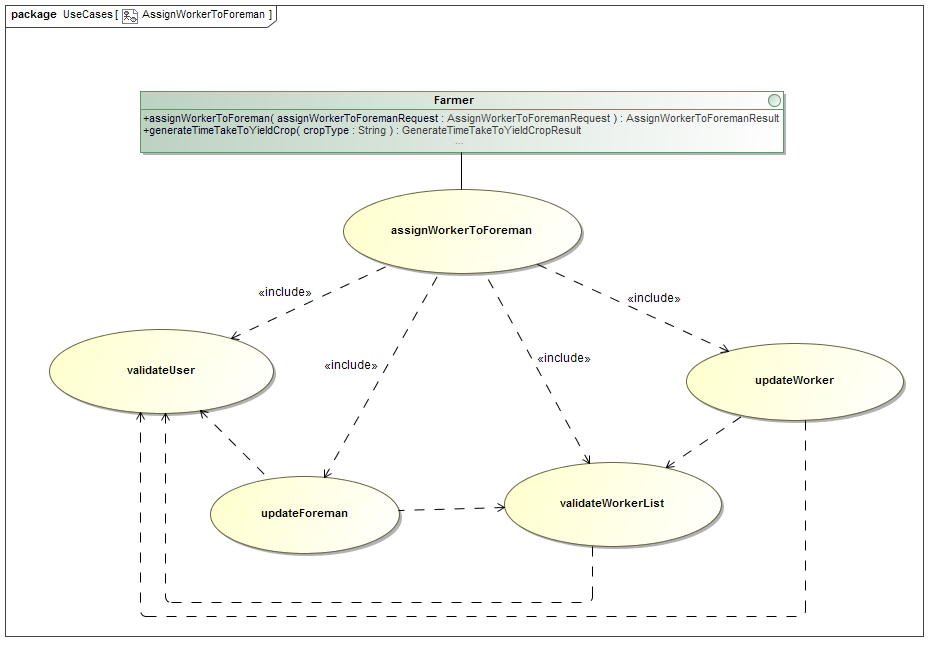 package UseCases [ AssignWorkerToForeman ]
Farmer
+assignWorkerToForeman( assignWorkerToForemanRequest : AssignWorkerToForemanRequest ) : AssignWorkerToForemanResult
+generateTimeTakeToYieldCrop( cropType : String ) : GenerateTimeTakeToYieldCropResult
...
assignWorkerToForeman
«include»
«include»
«include»
«include»
validateUser
updateWorker
updateForeman
validateWorkerList